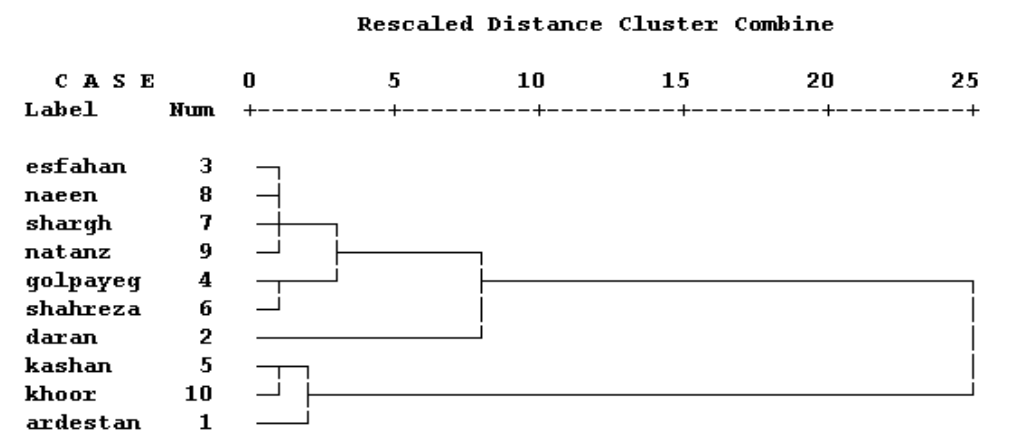 Rescaled Distance Cluster Combine
C A S E 0 5 10 15 20 25
Label Num +---------+---------+---------+---------+---------+
esfahan 3
naeen 8
shargh 7
natanz 9
golpayeg 4
shahreza 6
daran 2
kashan 5
khoor 10
ardestan 1